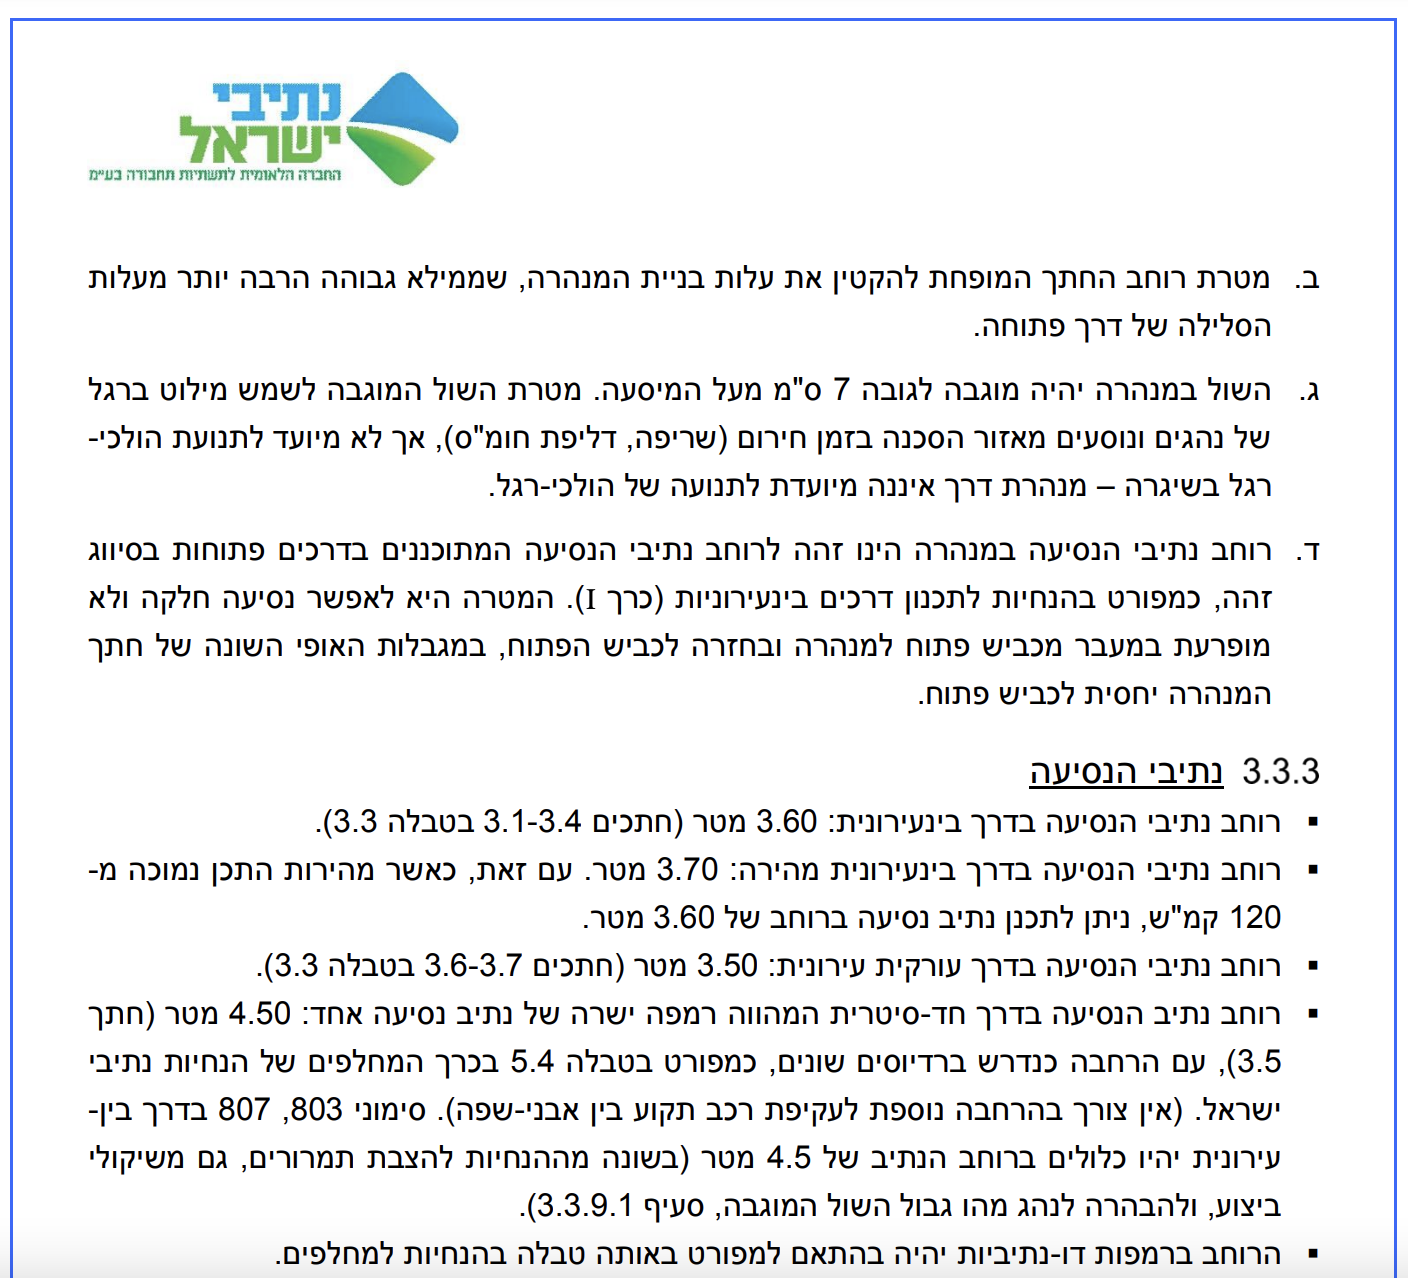 נתיבי
ישראל
החברה הלאומית לתשתיות תחבורה בע״מ
ב. מטרת רוחב החתך המופחת להקטין את עלות בניית המנהרה, שממילא גבוהה הרבה יותר מעלות
הסלילה של דרך פתוחה.
ג. השול במנהרה יהיה מוגבה לגובה 7 ס"מ מעל המיסעה. מטרת השול המוגבה לשמש מילוט ברגל
של נהגים ונוסעים מאזור הסכנה בזמן חירום (שריפה, דליפת חומ"ס), אך לא מיועד לתנועת הולכי-
רגל בשיגרה – מנהרת דרך איננה מיועדת לתנועה של הולכי-רגל.
ד. רוחב נתיבי הנסיעה במנהרה הינו זהה לרוחב נתיבי הנסיעה המתוכננים בדרכים פתוחות בסיווג
זהה, כמפורט בהנחיות לתכנון דרכים בינעירוניות (כרך I). המטרה היא לאפשר נסיעה חלקה ולא
מופרעת במעבר מכביש פתוח למנהרה ובחזרה לכביש הפתוח, במגבלות האופי השונה של חתך
המנהרה יחסית לכביש פתוח.
3.3.3 נתיבי הנסיעה
▪ רוחב נתיבי הנסיעה בדרך בינעירונית: 3.60 מטר (חתכים 3.1-3.4 בטבלה 3.3).
▪ רוחב נתיבי הנסיעה בדרך בינעירונית מהירה: 3.70 מטר. עם זאת, כאשר מהירות התכן נמוכה מ-
120 קמ"ש, ניתן לתכנן נתיב נסיעה ברוחב של 3.60 מטר.
▪ רוחב נתיבי הנסיעה בדרך עורקית עירונית: 3.50 מטר (חתכים 3.6-3.7 בטבלה 3.3).
▪ רוחב נתיב הנסיעה בדרך חד-סיטרית המהווה רמפה ישרה של נתיב נסיעה אחד: 4.50 מטר (חתך
3.5), עם הרחבה כנדרש ברדיוסים שונים, כמפורט בטבלה 5.4 בכרך המחלפים של הנחיות נתיבי
ישראל. (אין צורך בהרחבה נוספת לעקיפת רכב תקוע בין אבני-שפה). סימוני 803, 807 בדרך בין-
עירונית יהיו כלולים ברוחב הנתיב של 4.5 מטר (בשונה מההנחיות להצבת תמרורים, גם משיקולי
ביצוע, ולהבהרה לנהג מהו גבול השול המוגבה, סעיף 3.3.9.1).
▪ הרוחב ברמפות דו-נתיביות יהיה בהתאם למפורט באותה טבלה בהנחיות למחלפים.